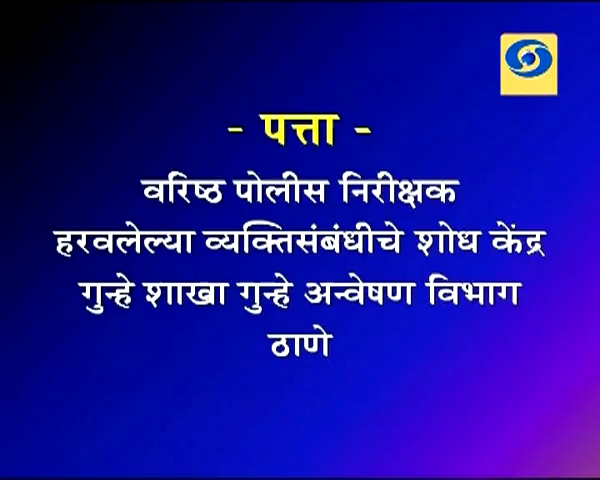 - पत्ता -
वरिष्ठ पोलीस निरीक्षक
हरवलेल्या व्यक्तिसंबंधीचे शोध केंद्र
गुन्हे शाखा गुन्हे अन्वेषण विभाग
ठाणे